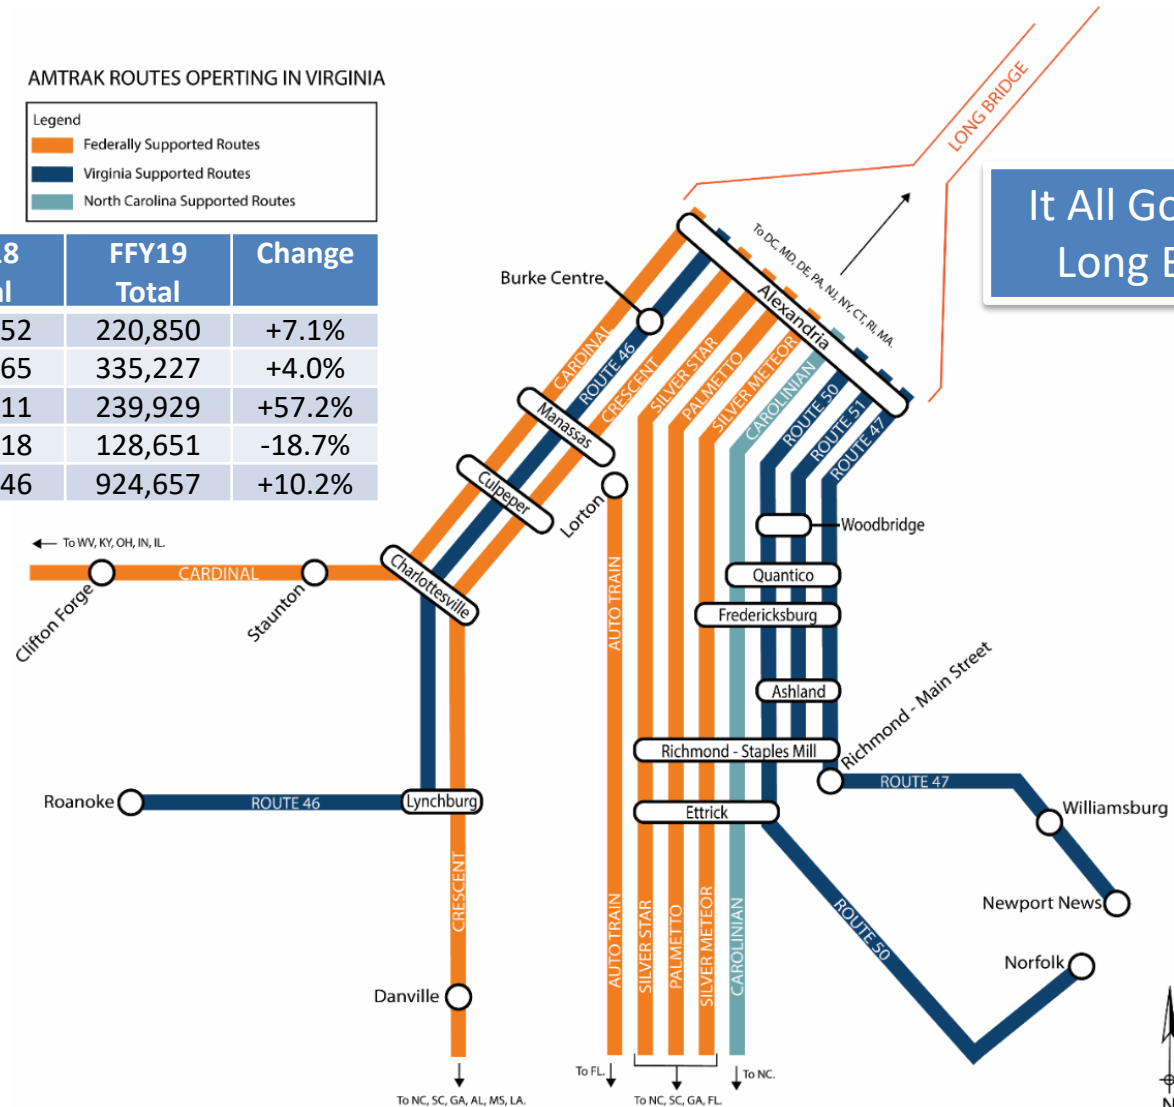 AMTRAK ROUTES OPERTING IN VIRGINIA
Legend
Federally Supported Routes
Virginia Supported Routes
North Carolina Supported Routes
FFY19 Change
Total
52 220,850 +7.1%
65 335,227 +4.0%
11 239,929 +57.2%
18 128,651 -18.7%
46 924,657 +10.2%
LONG BRIDGE
It All Go
Long B
To DC, MD, DE, PA, NJ, NY, CT, RI, MA.
Alexandria
Burke Centre
CARDINAL
ROUTE 46
CRESCENT
SILVER STAR
PALMETTO
SILVER METEOR
CAROLINIAN
ROUTE 50
ROUTE 51
ROUTE 47
Manassas
Culpeper
Lorton
Woodbridge
To WV, KY, OH, IN, IL.
CARDINAL
Clifton Forge
Staunton
Charlottesville
AUTO TRAIN
Quantico
Fredericksburg
Ashland
Richmond - Main Street
Richmond - Staples Mill
ROUTE 47
Roanoke
ROUTE 46
Lynchburg
Ettrick
Williamsburg
CRESCENT
AUTO TRAIN
SILVER STAR
PALMETTO
SILVER METEOR
CAROLINIAN
ROUTE 50
Newport News
Norfolk
Danville
To NC, SC, GA, AL, MS, LA.
To FL.
To NC, SC, GA, FL.
To NC.